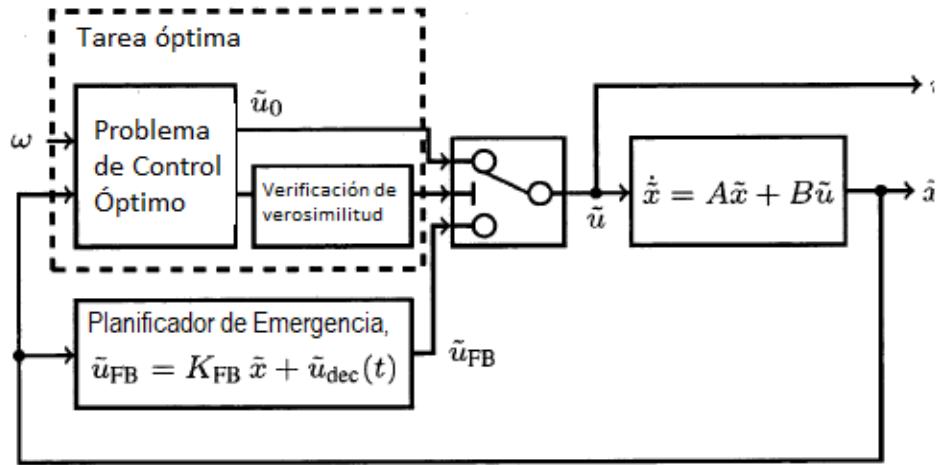 Tarea óptima
ω
Problema
de Control
Óptimo
ũ₀
Verificación de
verosimilitud
ũ
x̃̇ = Ax̃ + Bũ
Planificador de Emergencia,
ũ_FB = K_FB x̃ + ũ_dec(t)
ũ_FB